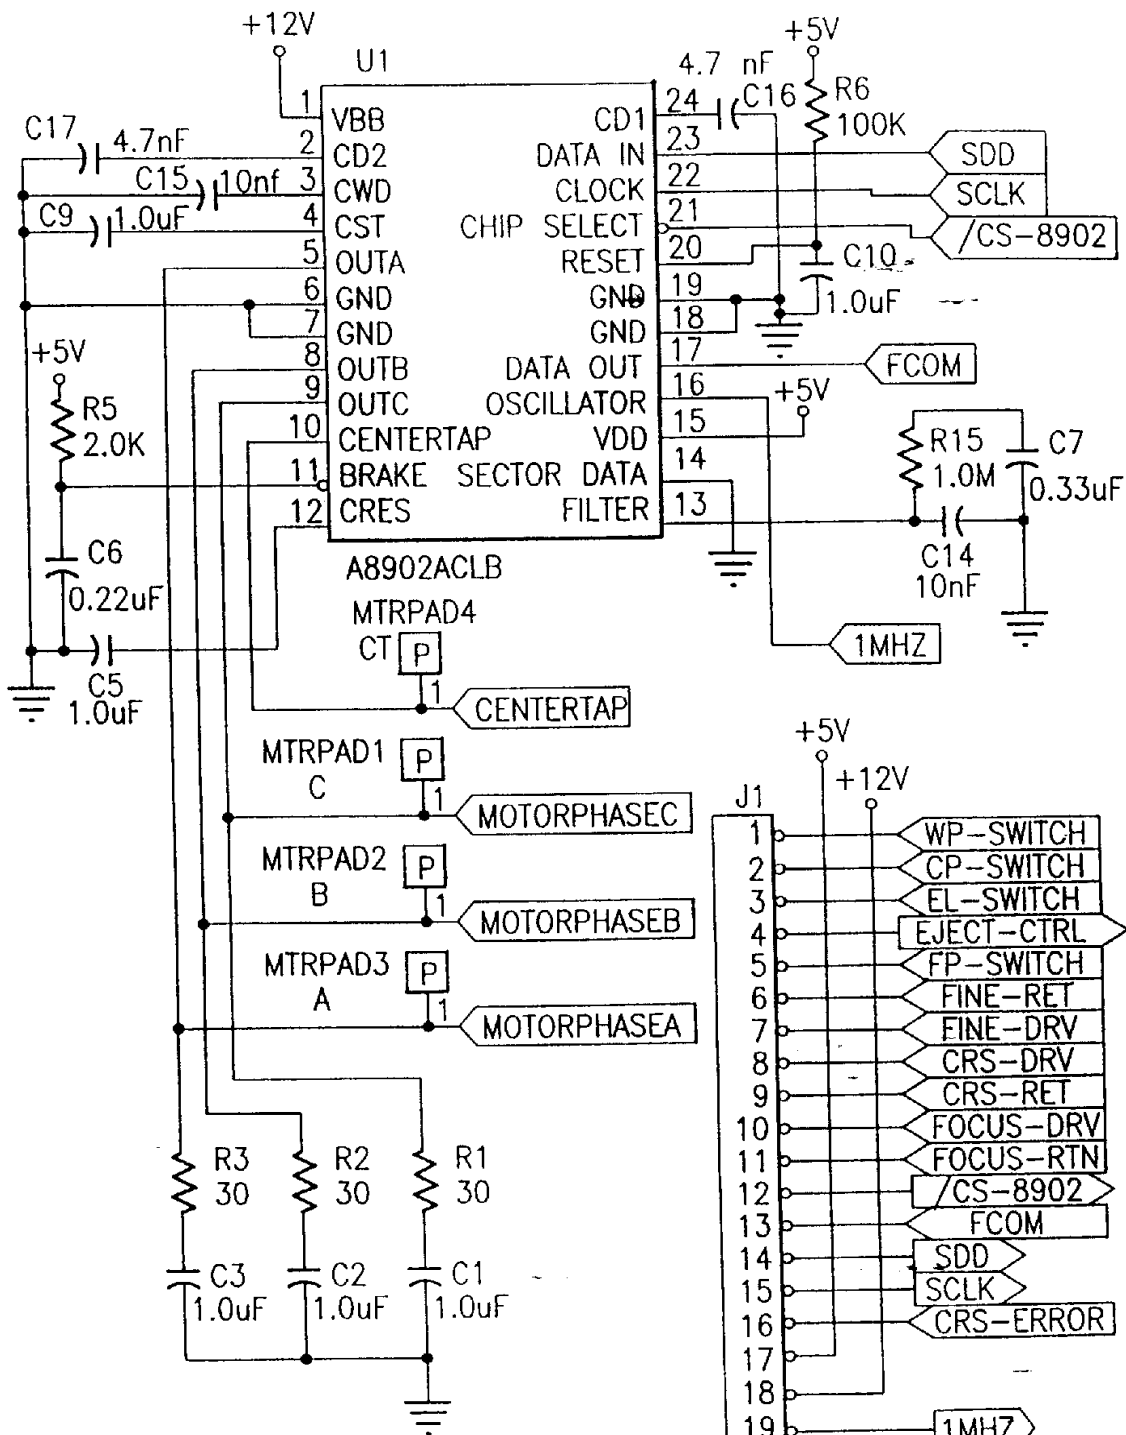 +12V
U1
+5V
4.7 nF
C16
R6
100K
1
VBB
CD1
24
C17
4.7nF
2
CD2
DATA IN
23
SDD
C15
10nf
3
CWD
CLOCK
22
SCLK
C9
1.0uF
4
CST
CHIP SELECT
21
/CS-8902
5
OUTA
RESET
20
C10
1.0uF
6
GND
GND
19
7
GND
GND
18
+5V
8
OUTB
DATA OUT
17
FCOM
R5
2.0K
9
OUTC
OSCILLATOR
16
+5V
10
CENTERTAP
VDD
15
R15
1.0M
C7
0.33uF
11
BRAKE
SECTOR DATA
14
12
CRES
FILTER
13
C14
10nF
C6
0.22uF
A8902ACLB
MTRPAD4
CT
P
1
1MHZ
C5
1.0uF
CENTERTAP
MTRPAD1
C
P
1
MOTORPHASEC
MTRPAD2
B
P
1
MOTORPHASEB
MTRPAD3
A
P
1
MOTORPHASEA
R3
30
R2
30
R1
30
C3
1.0uF
C2
1.0uF
C1
1.0uF
+5V
+12V
J1
1
WP-SWITCH
2
CP-SWITCH
3
EL-SWITCH
4
EJECT-CTRL
5
FP-SWITCH
6
FINE-RET
7
FINE-DRV
8
CRS-DRV
9
CRS-RET
10
FOCUS-DRV
11
FOCUS-RTN
12
/CS-8902
13
FCOM
14
SDD
15
SCLK
16
CRS-ERROR
17
18
19
1MHZ